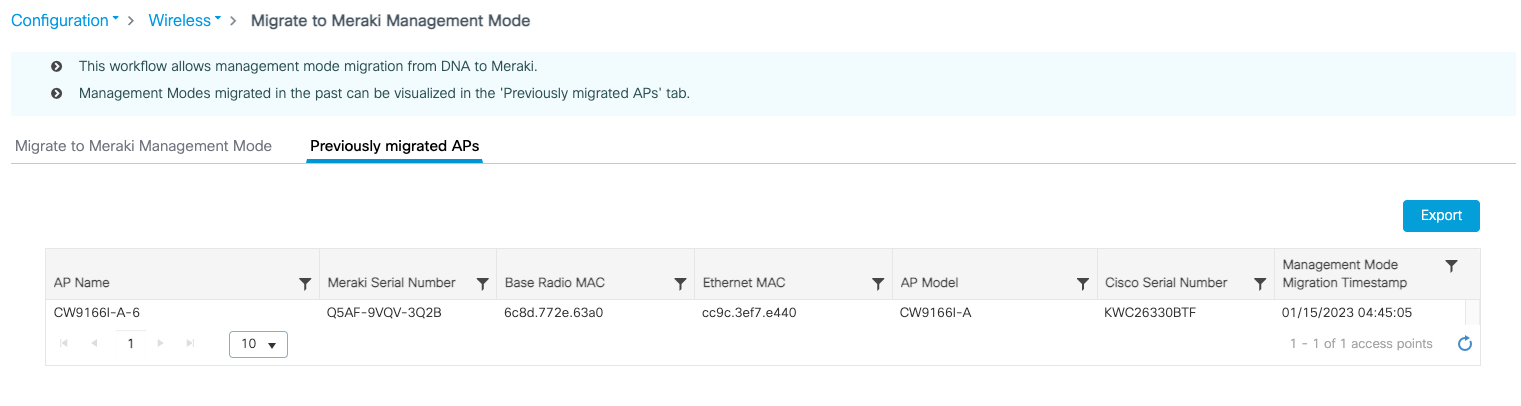 Configuration > Wireless > Migrate to Meraki Management Mode
This workflow allows management mode migration from DNA to Meraki.
Management Modes migrated in the past can be visualized in the 'Previously migrated APs' tab.
Migrate to Meraki Management Mode Previously migrated APs
Export
AP Name Meraki Serial Number Base Radio MAC Ethernet MAC AP Model Cisco Serial Number Management Mode
Migration Timestamp
CW9166I-A-6 Q5AF-9VQV-3Q2B 6c8d.772e.63a0 cc9c.3ef7.e440 CW9166I-A KWC26330BTF 01/15/2023 04:45:05
1 10 1 - 1 of 1 access points